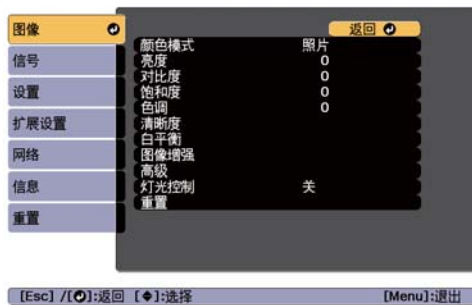 图像
信号
设置
扩展设置
网络
信息
重置
返回
颜色模式 照片
亮度 0
对比度 0
饱和度 0
色调 0
清晰度
白平衡
图像增强
高级
灯光控制 关
重置
[Esc] /[ ]:返回 [◆]:选择 [Menu]:退出